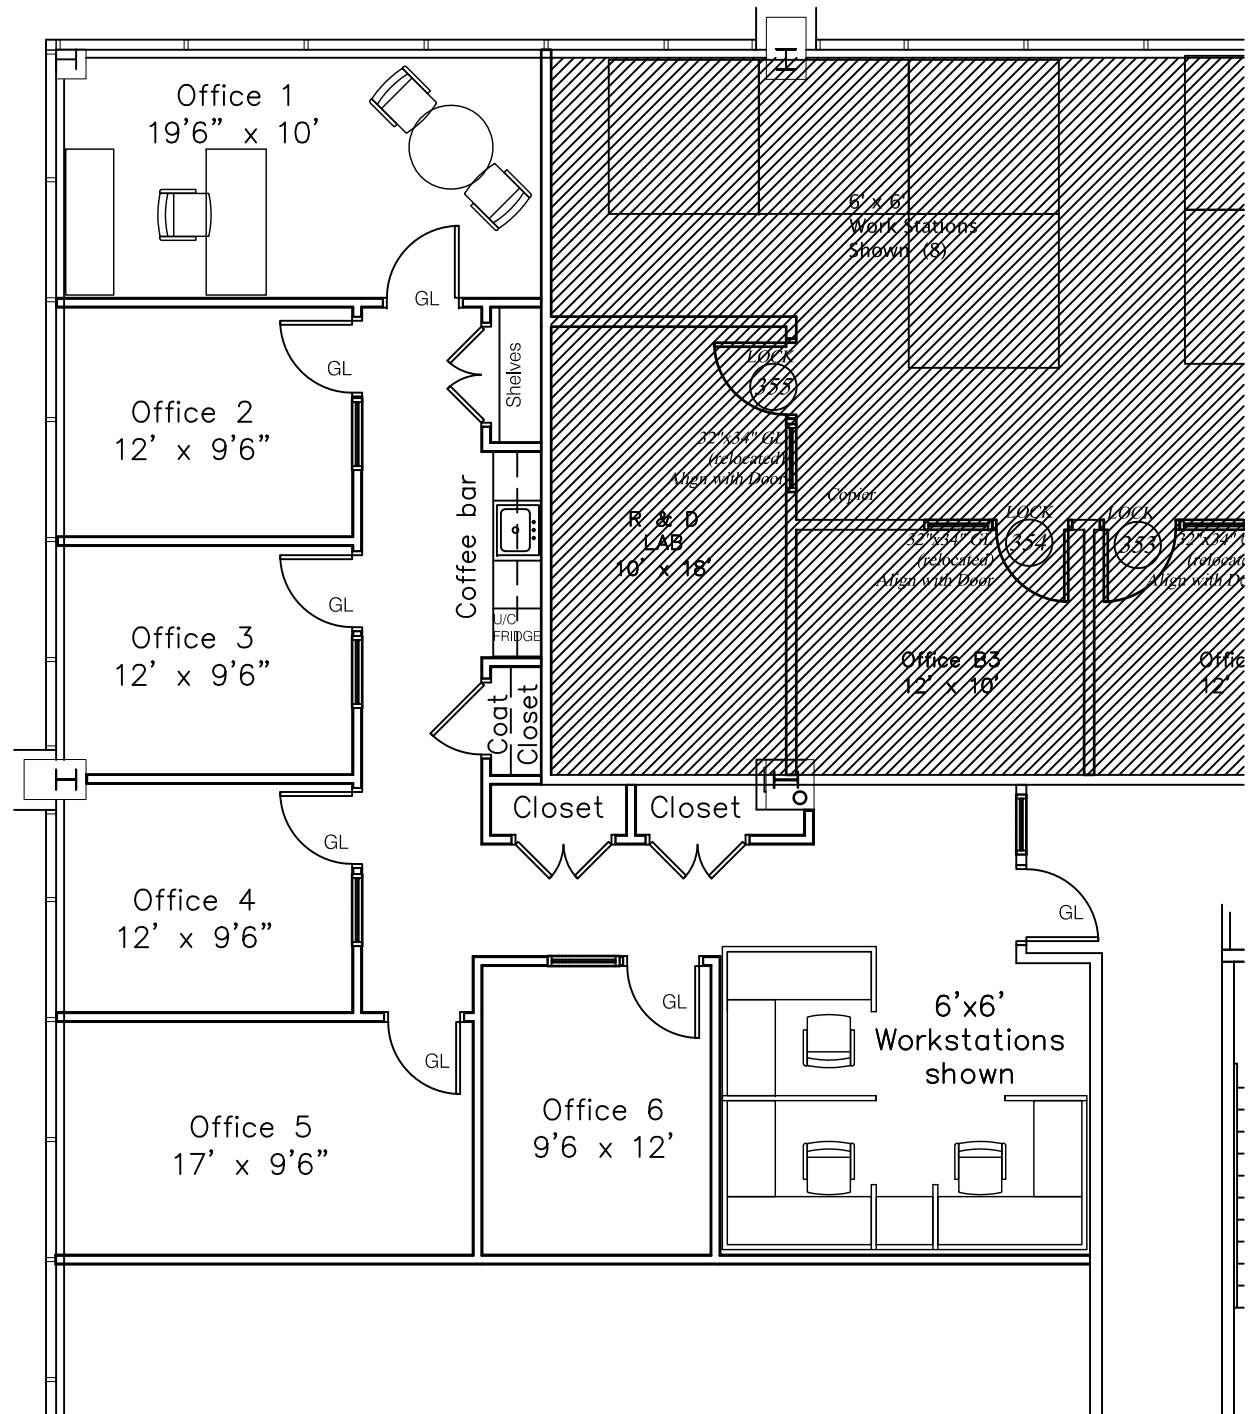 Office 1
19'6" x 10'
GL
6' x 6'
Work Stations
Shown (8)
GL
Office 2
12' x 9'6"
Shelves
LOCK
355
32"x34" GL
(relocated)
Align with Door
Copier
Coffee bar
R & D
LAB
10' x 18'
LOCK
354
32"x34" GL
(relocated)
Align with Door
LOCK
353
GL
Office 3
12' x 9'6"
U/C
FRIDGE
Office B3
12' x 10'
Coat
Closet
Closet
Closet
GL
Office 4
12' x 9'6"
GL
GL
GL
Office 5
17' x 9'6"
Office 6
9'6 x 12'
6'x6'
Workstations
shown